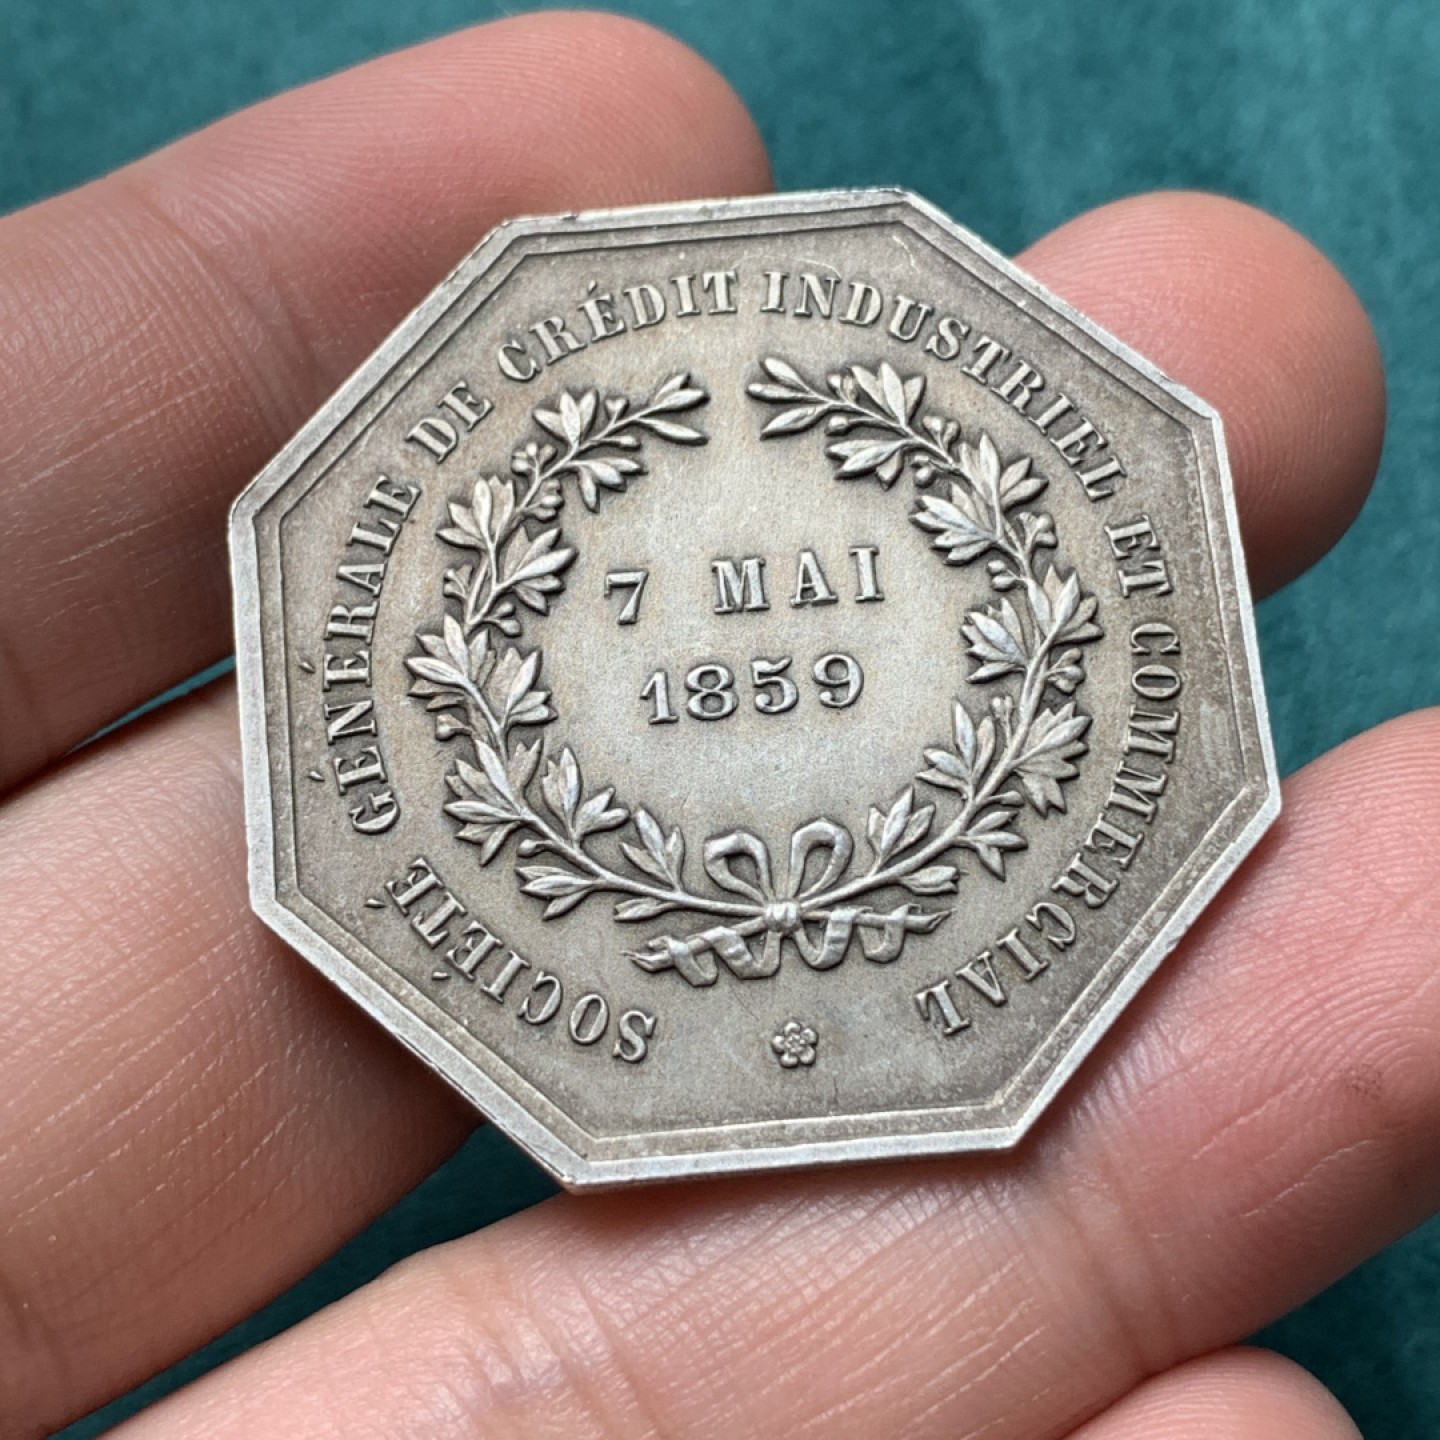 SOCIÉTÉ GÉNÉRALE DE CRÉDIT INDUSTRIEL ET COMMERCIAL
7 MAI
1859